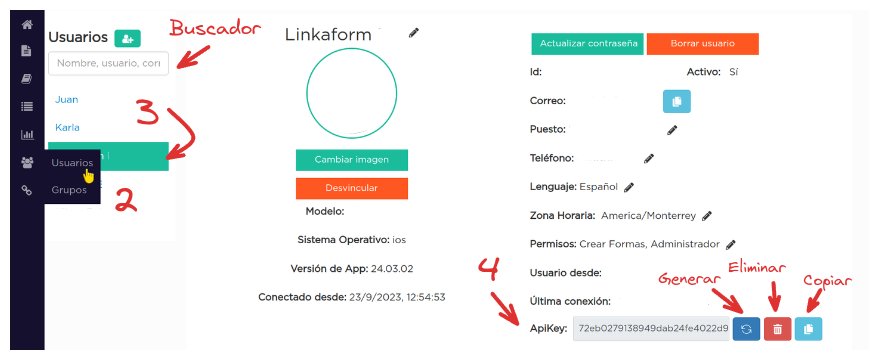 Usuarios
Buscador
Nombre, usuario, corr
Juan
3
Karla
Usuarios
2
Grupos
Linkaform
Cambiar imagen
Desvincular
Modelo:
Sistema Operativo: ios
Versión de App: 24.03.02
Conectado desde: 23/9/2023, 12:54:53
Actualizar contraseña
Borrar usuario
Id:
Activo: Sí
Correo:
Puesto:
Teléfono:
Lenguaje: Español
Zona Horaria: America/Monterrey
Permisos: Crear Formas, Administrador
Usuario desde:
Última conexión:
4
Generar
Eliminar
Copiar
ApiKey: 72eb0279138949dab24fe4022d9